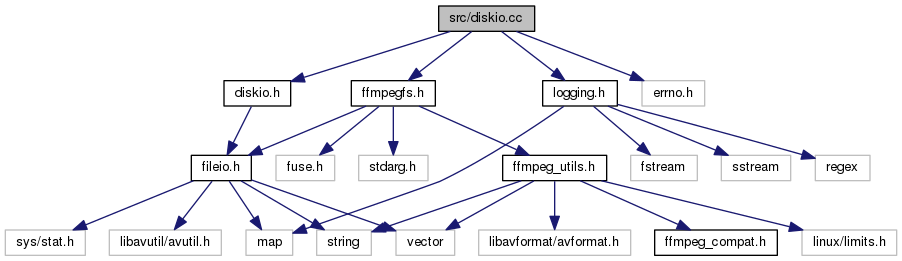 src/diskio.cc
diskio.h
ffmpegfs.h
logging.h
errno.h
fileio.h
fuse.h
stdarg.h
ffmpeg_utils.h
fstream
sstream
regex
sys/stat.h
libavutil/avutil.h
map
string
vector
libavformat/avformat.h
ffmpeg_compat.h
linux/limits.h